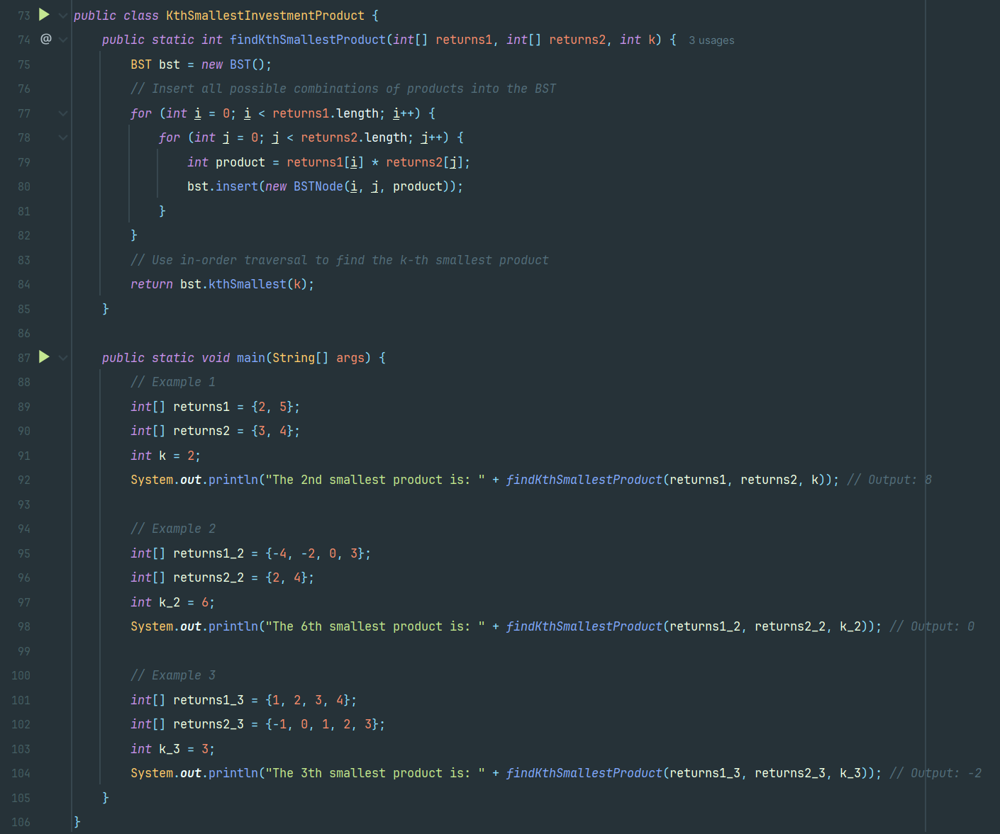 73 public class KthSmallestInvestmentProduct {
74 @ public static int findKthSmallestProduct(int[] returns1, int[] returns2, int k) { 3 usages
75 BST bst = new BST();
76 // Insert all possible combinations of products into the BST
77 for (int i = 0; i < returns1.length; i++) {
78 for (int j = 0; j < returns2.length; j++) {
79 int product = returns1[i] * returns2[j];
80 bst.insert(new BSTNode(i, j, product));
81 }
82 }
83 // Use in-order traversal to find the k-th smallest product
84 return bst.kthSmallest(k);
85 }
86
87 public static void main(String[] args) {
88 // Example 1
89 int[] returns1 = {2, 5};
90 int[] returns2 = {3, 4};
91 int k = 2;
92 System.out.println("The 2nd smallest product is: " + findKthSmallestProduct(returns1, returns2, k)); // Output: 8
93
94 // Example 2
95 int[] returns1_2 = {-4, -2, 0, 3};
96 int[] returns2_2 = {2, 4};
97 int k_2 = 6;
98 System.out.println("The 6th smallest product is: " + findKthSmallestProduct(returns1_2, returns2_2, k_2)); // Output: 0
99
100 // Example 3
101 int[] returns1_3 = {1, 2, 3, 4};
102 int[] returns2_3 = {-1, 0, 1, 2, 3};
103 int k_3 = 3;
104 System.out.println("The 3th smallest product is: " + findKthSmallestProduct(returns1_3, returns2_3, k_3)); // Output: -2
105 }
106 }